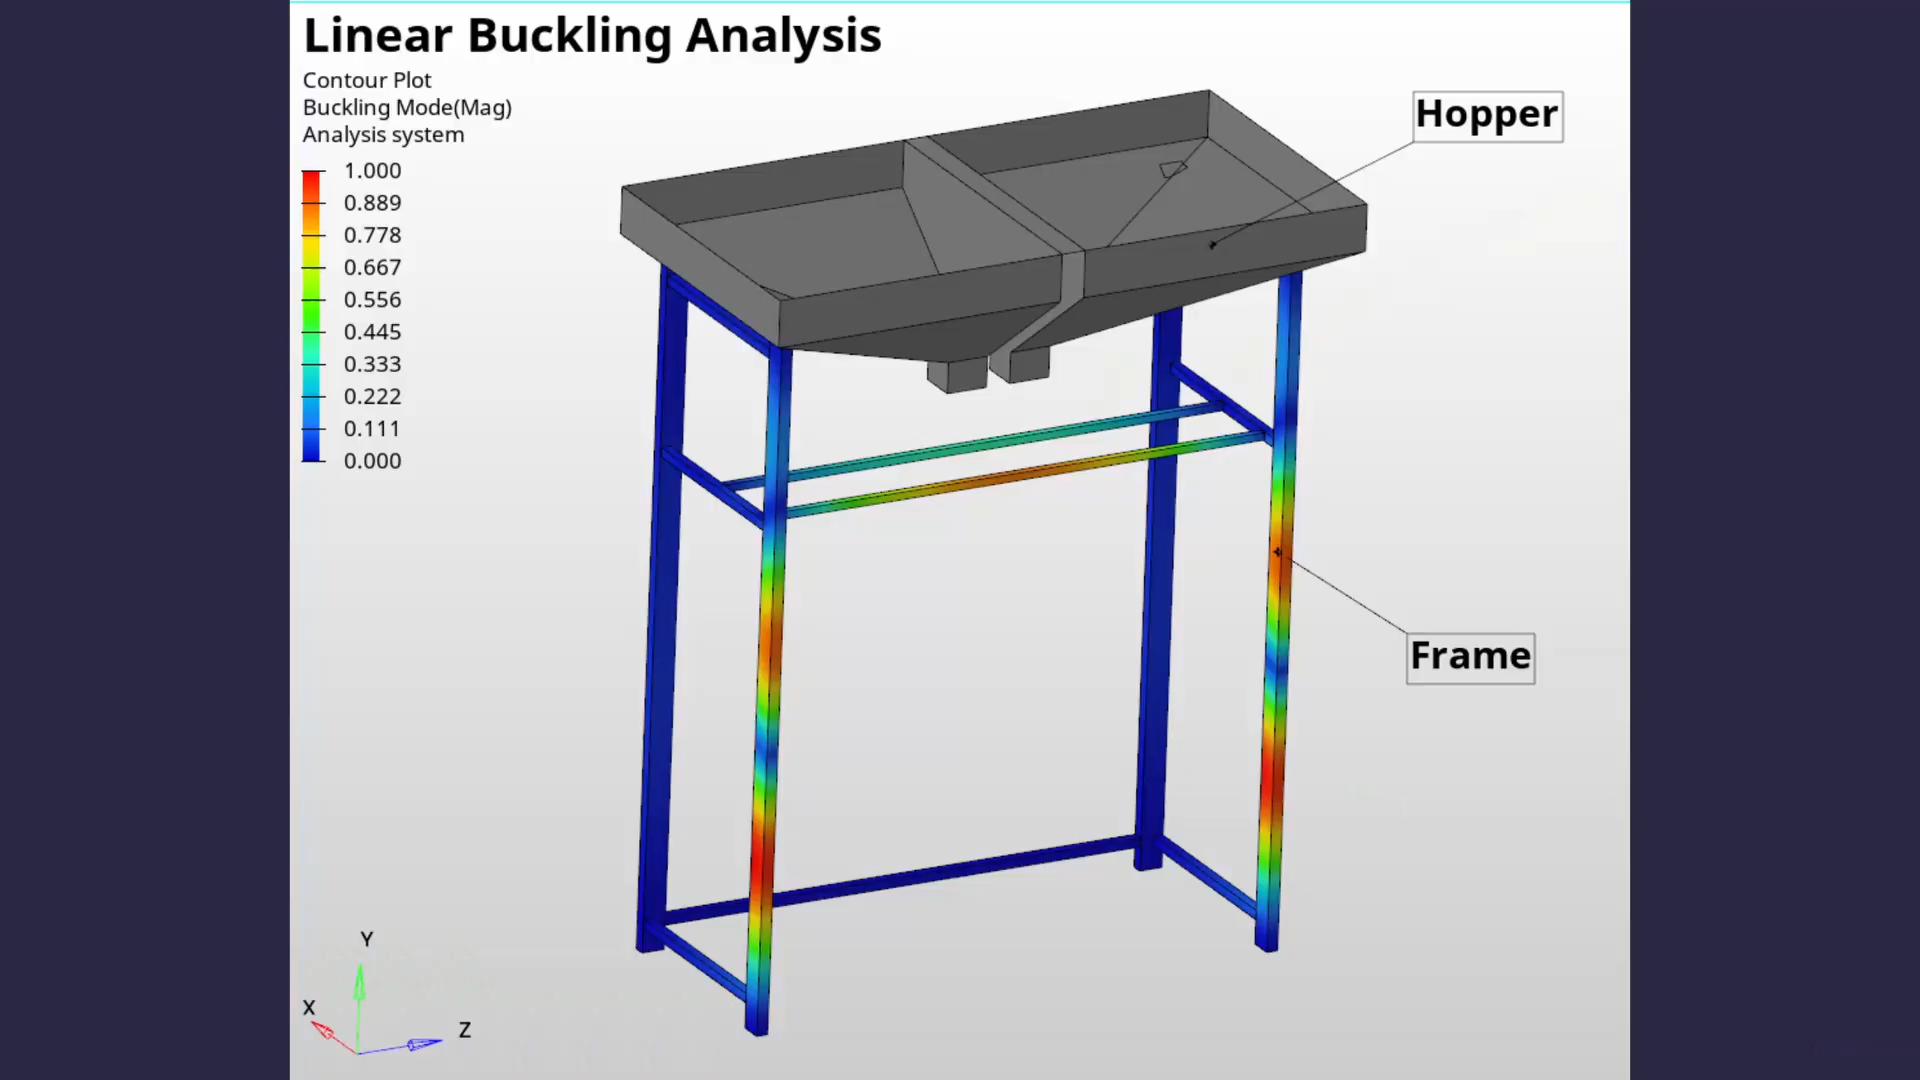 Linear Buckling Analysis
Contour Plot
Buckling Mode(Mag)
Analysis system
1.000
0.889
0.778
0.667
0.556
0.445
0.333
0.222
0.111
0.000
Hopper
Frame
Y
X
Z